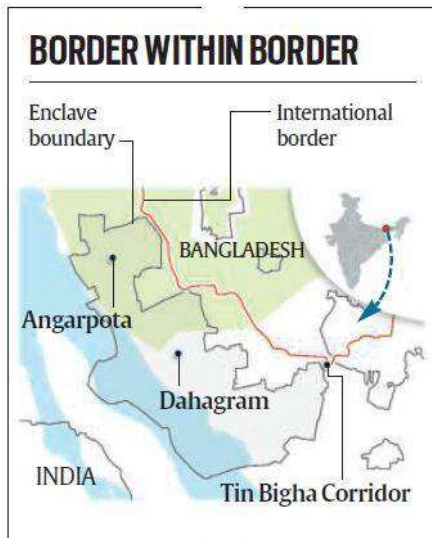 BORDER WITHIN BORDER
Enclave
boundary
International
border
BANGLADESH
Angarpota
Dahagram
INDIA
Tin Bigha Corridor